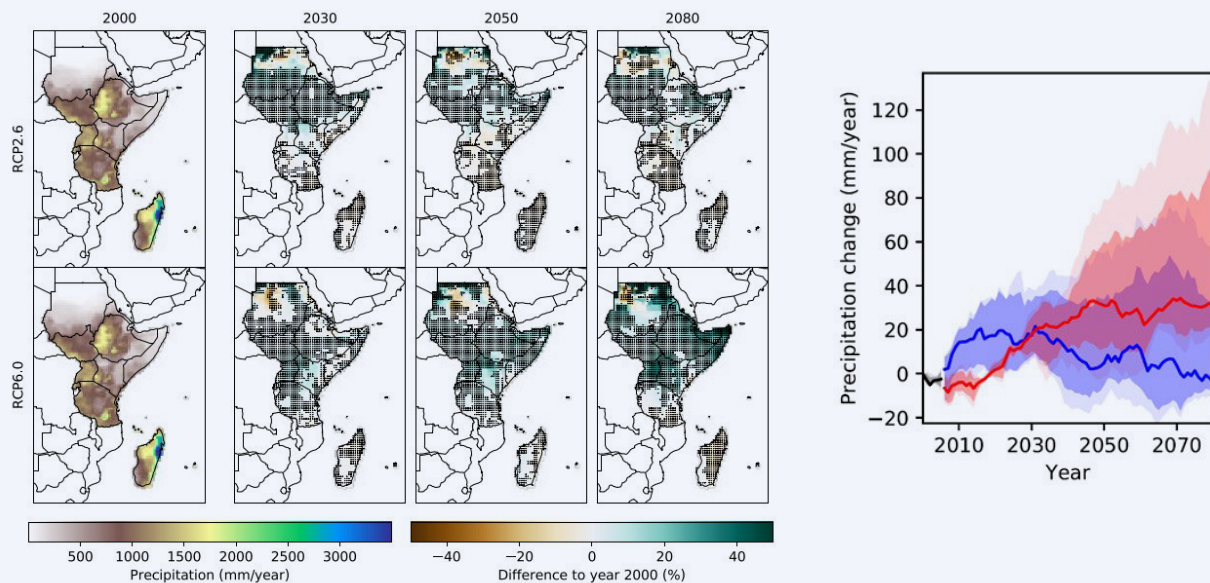 2000 2030 2050 2080
RCP2.6
RCP6.0
500 1000 1500 2000 2500 3000
Precipitation (mm/year)
−40 −20 0 20 40
Difference to year 2000 (%)
Precipitation change (mm/year)
120
100
80
60
40
20
0
−20
2010 2030 2050 2070
Year